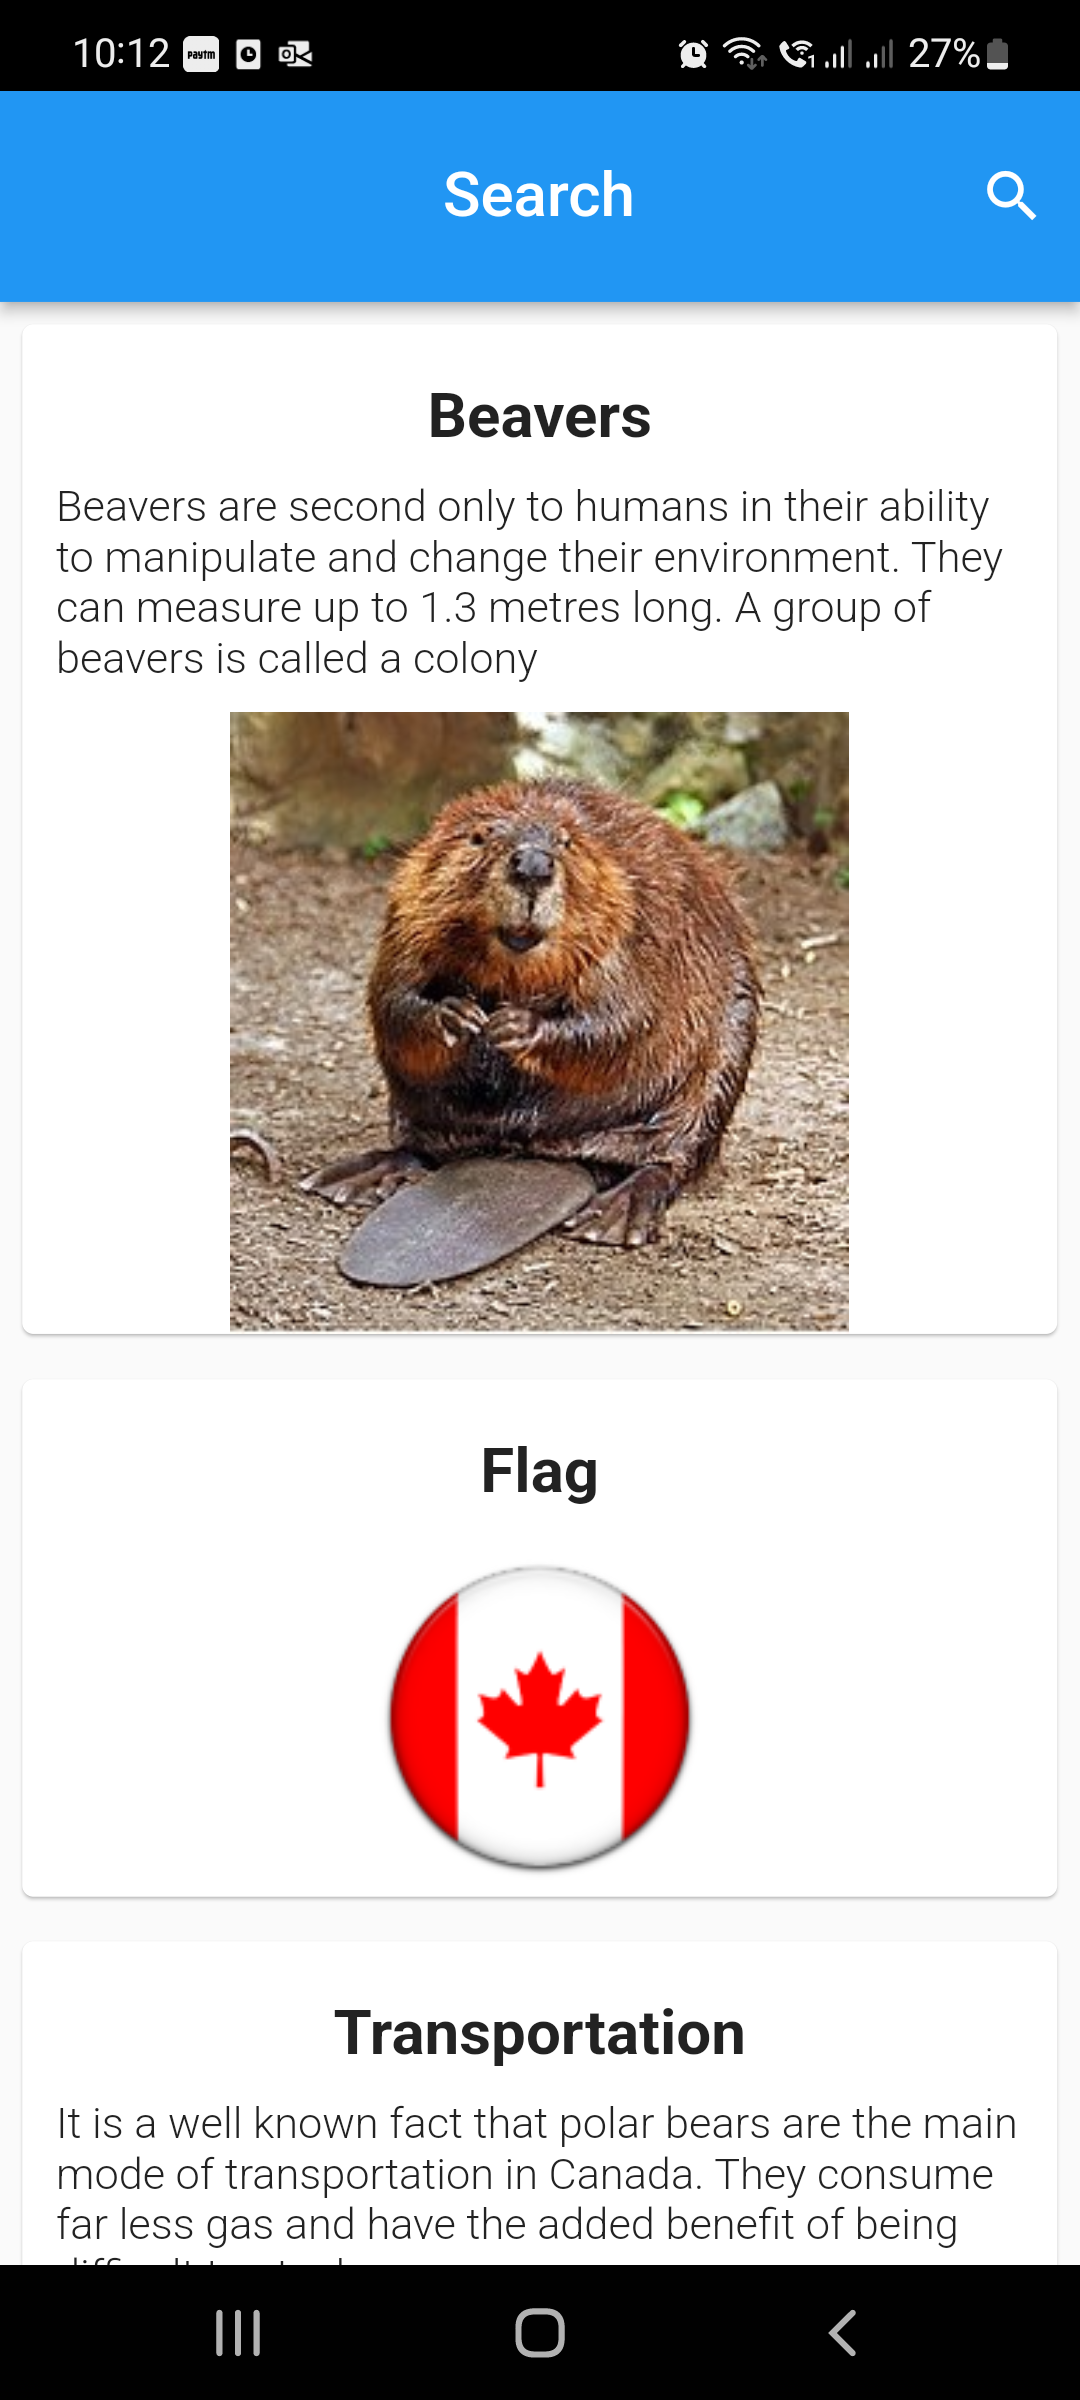 10:12 paytm 27%
Search
Beavers
Beavers are second only to humans in their ability
to manipulate and change their environment. They
can measure up to 1.3 metres long. A group of
beavers is called a colony
Flag
Transportation
It is a well known fact that polar bears are the main
mode of transportation in Canada. They consume
far less gas and have the added benefit of being